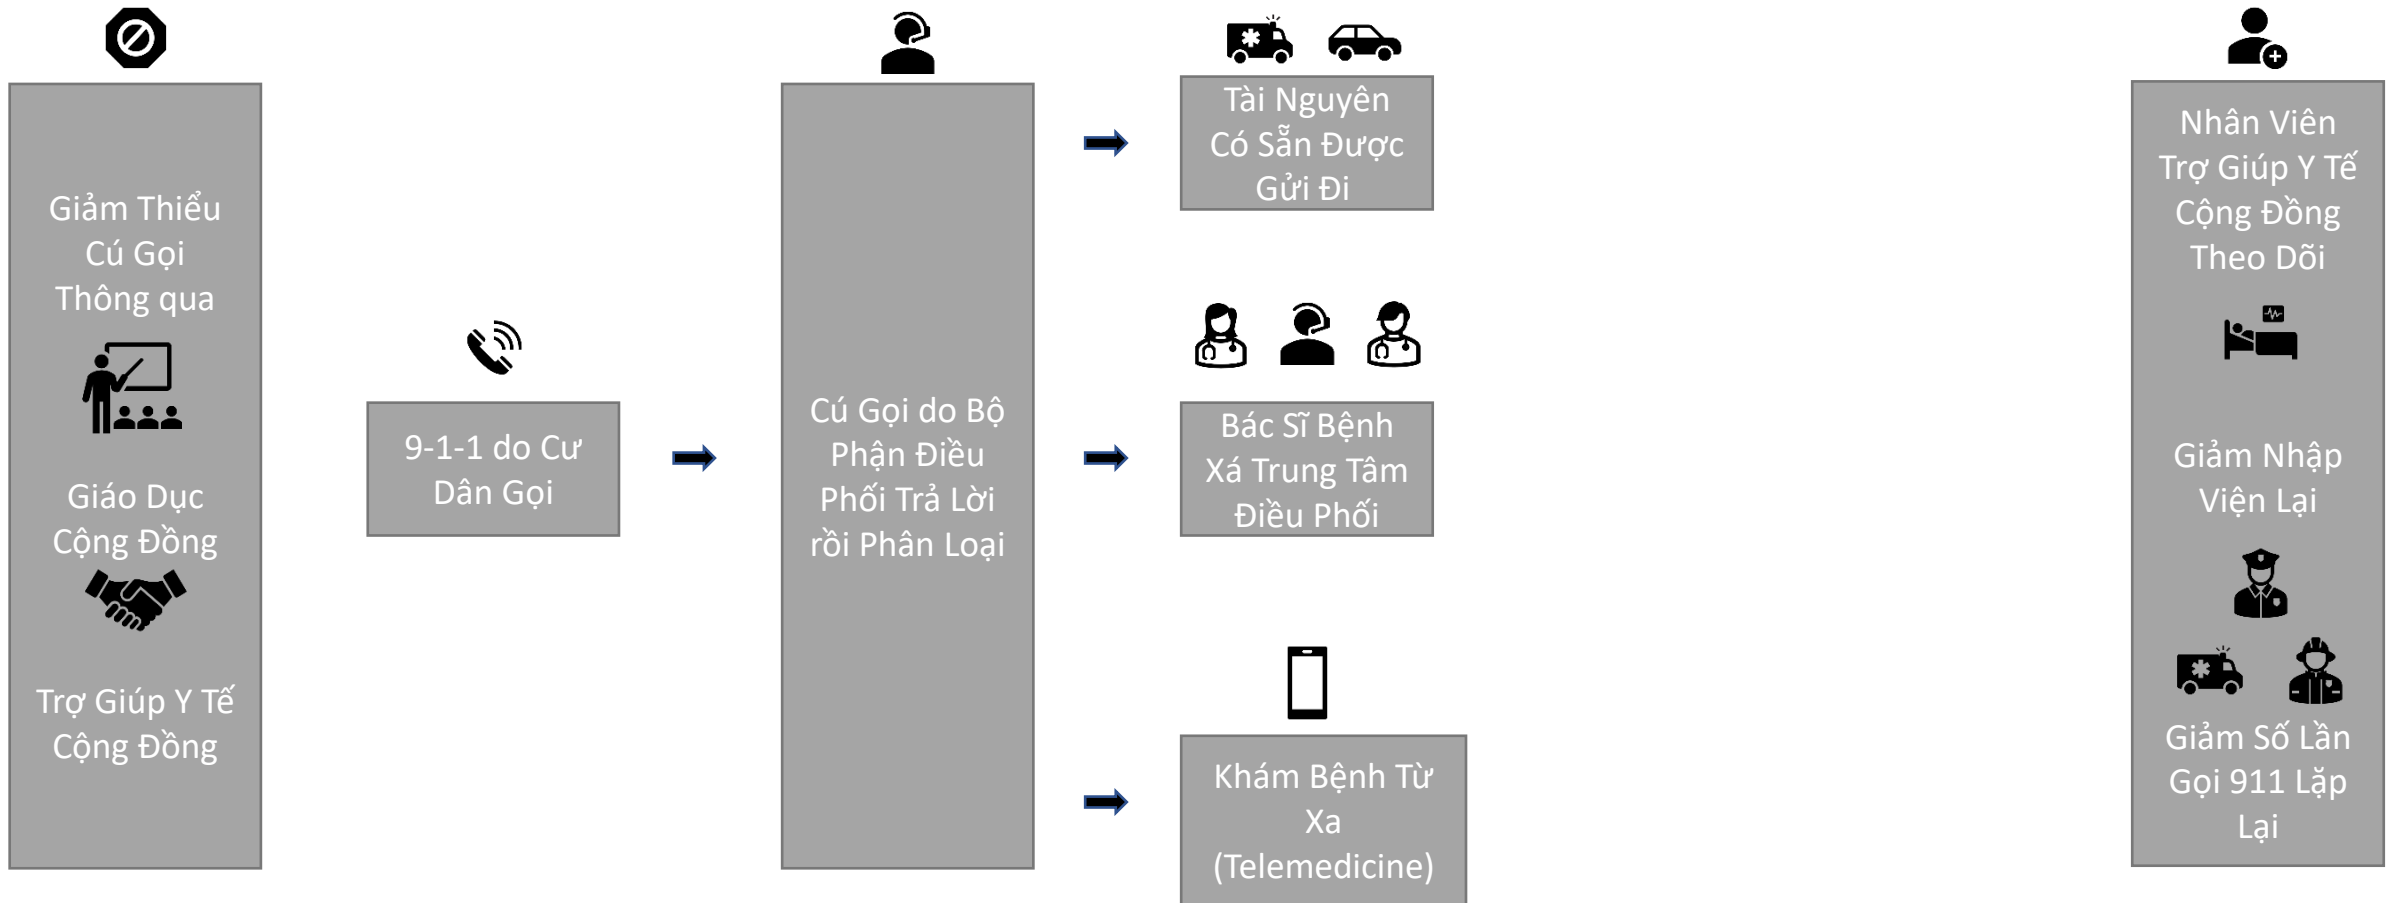 Giảm Thiểu
Cú Gọi
Thông qua
Giáo Dục
Cộng Đồng
Trợ Giúp Y Tế
Cộng Đồng
9-1-1 do Cư
Dân Gọi
Cú Gọi do Bộ
Phận Điều
Phối Trả Lời
rồi Phân Loại
Tài Nguyên
Có Sẵn Được
Gửi Đi
Bác Sĩ Bệnh
Xá Trung Tâm
Điều Phối
Khám Bệnh Từ
Xa
(Telemedicine)
Nhân Viên
Trợ Giúp Y Tế
Cộng Đồng
Theo Dõi
Giảm Nhập
Viện Lại
Giảm Số Lần
Gọi 911 Lặp
Lại